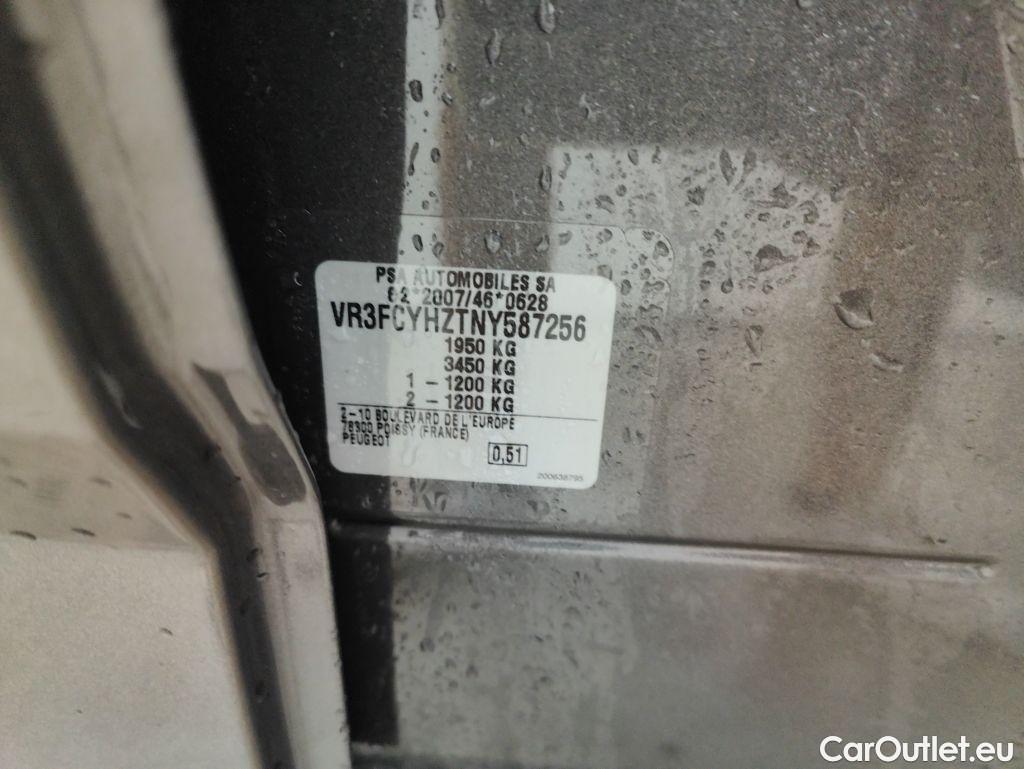 PSA AUTOMOBILES SA
e2*2007/46*0628
VR3FCYHZTNY587256
1950 KG
3450 KG
1 - 1200 KG
2 - 1200 KG
2-10 BOULEVARD DE L'EUROPE
78300 POISSY (FRANCE)
PEUGEOT
0,51
200638795
CarOutlet.eu